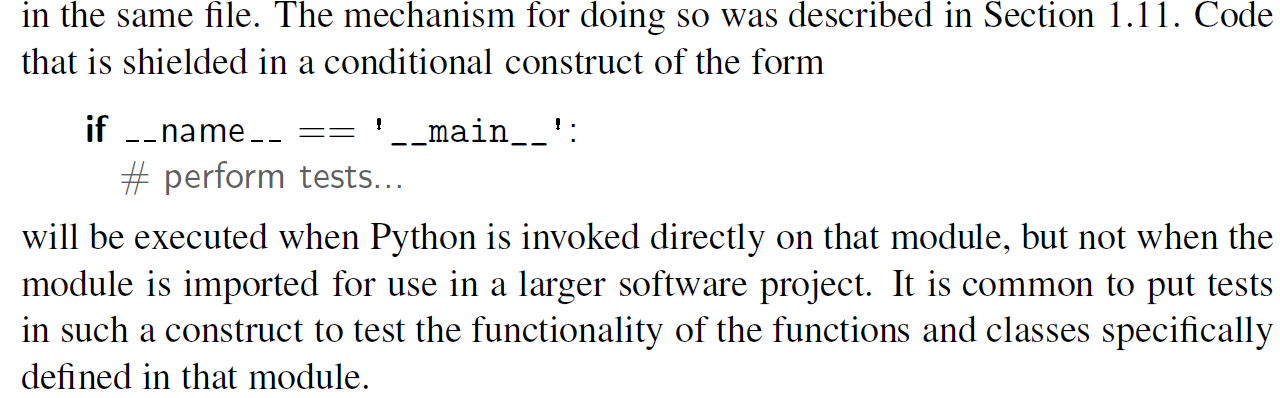 in the same file. The mechanism for doing so was described in Section 1.11. Code
that is shielded in a conditional construct of the form
if __name__ == '__main__':
# perform tests...
will be executed when Python is invoked directly on that module, but not when the
module is imported for use in a larger software project. It is common to put tests
in such a construct to test the functionality of the functions and classes specifically
defined in that module.